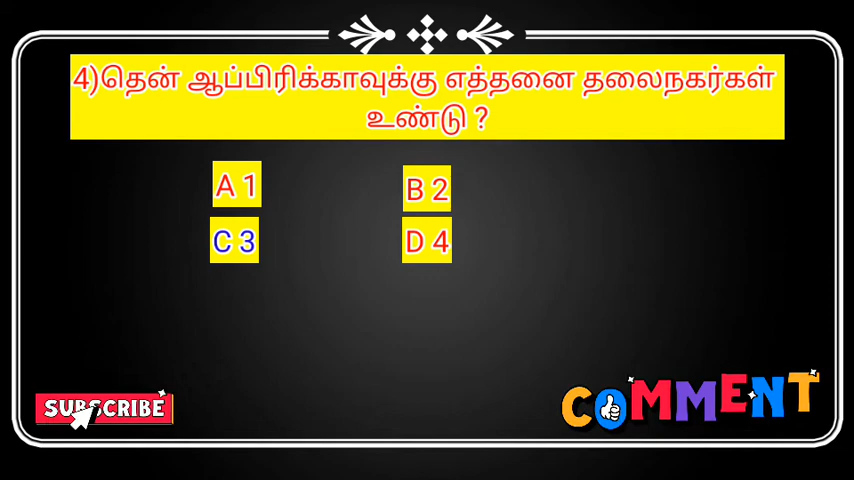 4)தென் ஆப்பிரிக்காவுக்கு எத்தனை தலைநகர்கள்
உண்டு ?
A 1
B 2
C 3
D 4
SUBSCRIBE
COMMENT